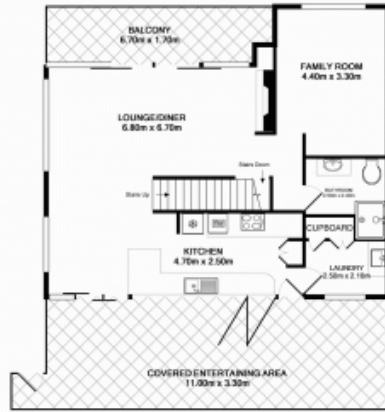 BALCONY
6.70m x 1.70m
FAMILY ROOM
4.40m x 3.30m
LOUNGE/DINER
6.80m x 6.70m
Stairs Down
Stairs Up
BATHROOM
CUPBOARD
KITCHEN
4.70m x 2.50m
LAUNDRY
2.50m x 2.10m
COVERED ENTERTAINING AREA
11.00m x 3.30m